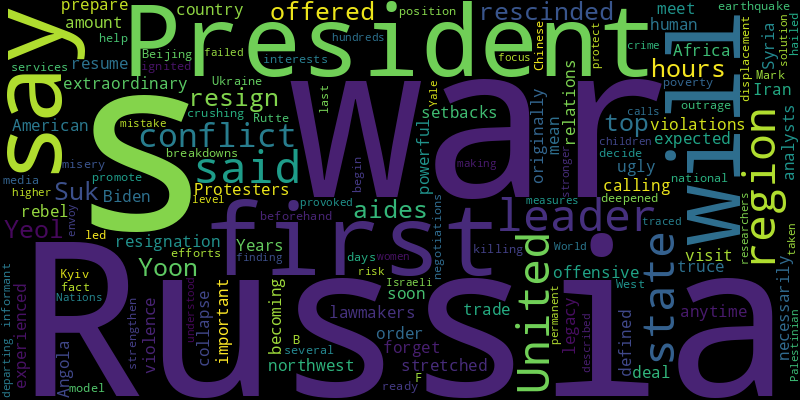 prepare
country
offered
rescinded
position
earthquake
amount
President
meet
hundreds
help
say
Beijing
failed
human
Chinese
protect
crime
Africa
Syria
solution
hailed
displacement
services
resume
ignited
interests
focus
hours
Mark
extraordinary
Ukraine
last
Yale
powerful
originally
mean
relations
poverty
Iran
resign
war
will
outrage
American
mistake
crushing
Rutte
setbacks
top
violations
calls
region
analysts
conflict
S
children
decide
expected
misery
breakdowns
said
making
ugly
national
media
promote
stronger
calling
deepened
higher
Suk
Biden
Protesters
level
begin
rebel
envoy
provoked
aides
measures
Yeol
first
beforehand
leader
World
traced
researchers
taken
led
resignation
Years
negotiations
killing
state
visit
Yoon
efforts
finding
days
women
United
West
truce
necessarily
Kyiv
fact
risk
Israeli
soon
offensive
departing
informant
experienced
Nations
Russia
understood
becoming
trade
permanent
legacy
described
defined
anytime
Palestinian
strengthen
violence
collapse
important
lawmakers
order
Angola
B
several
forget
northwest
stretched
deal
model
F
ready